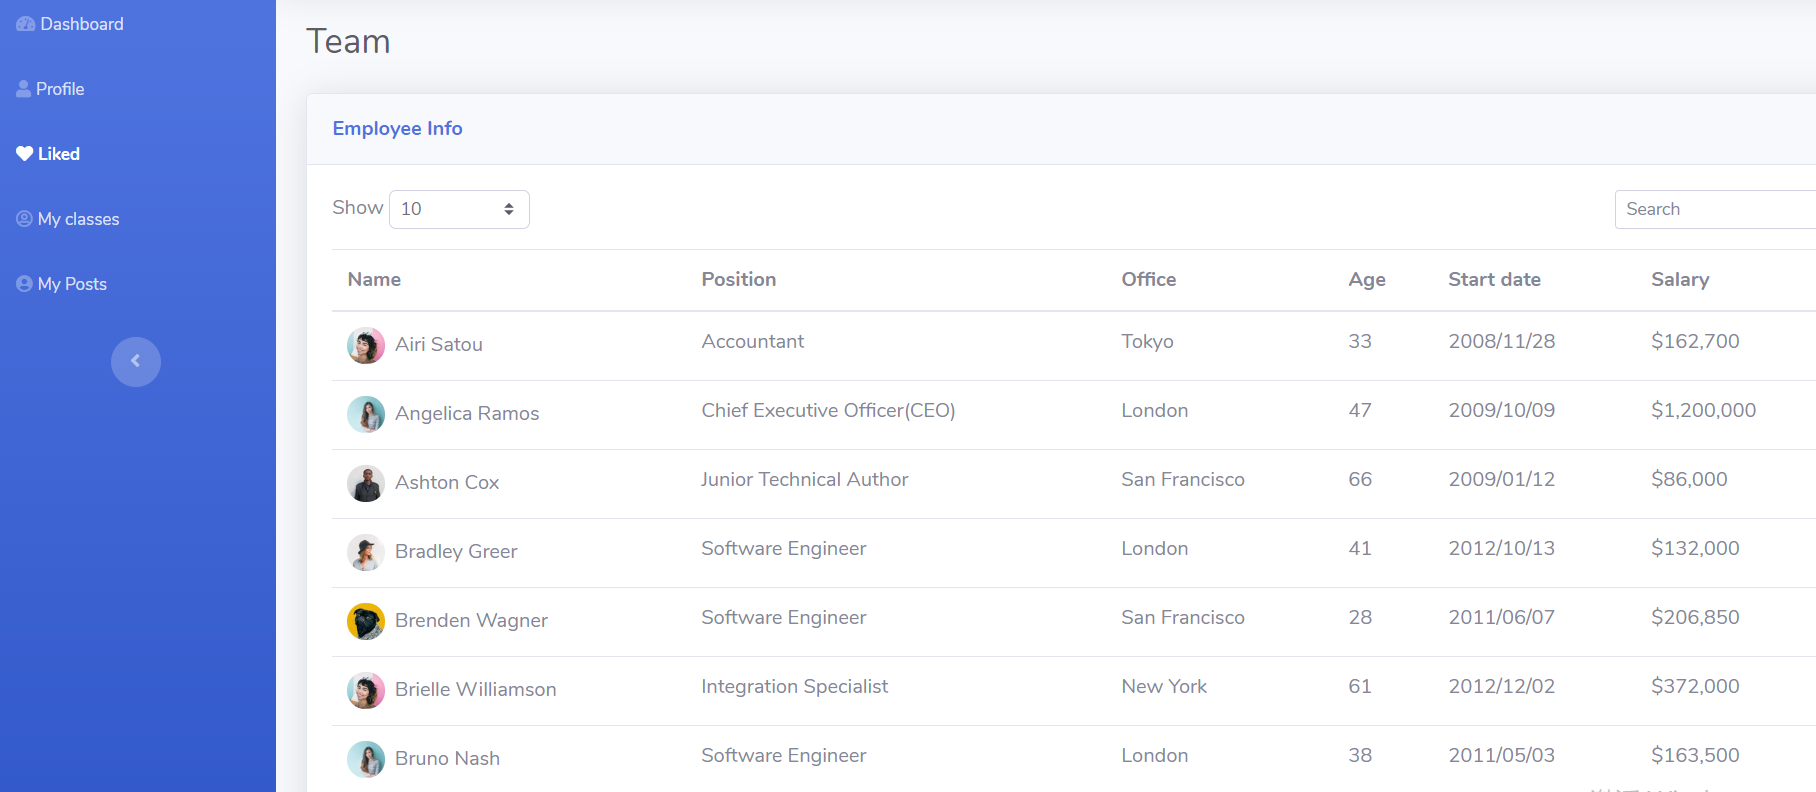 Dashboard
Profile
Liked
My classes
My Posts
Team
Employee Info
Show 10
Search
Name Position Office Age Start date Salary
Airi Satou Accountant Tokyo 33 2008/11/28 $162,700
Angelica Ramos Chief Executive Officer(CEO) London 47 2009/10/09 $1,200,000
Ashton Cox Junior Technical Author San Francisco 66 2009/01/12 $86,000
Bradley Greer Software Engineer London 41 2012/10/13 $132,000
Brenden Wagner Software Engineer San Francisco 28 2011/06/07 $206,850
Brielle Williamson Integration Specialist New York 61 2012/12/02 $372,000
Bruno Nash Software Engineer London 38 2011/05/03 $163,500